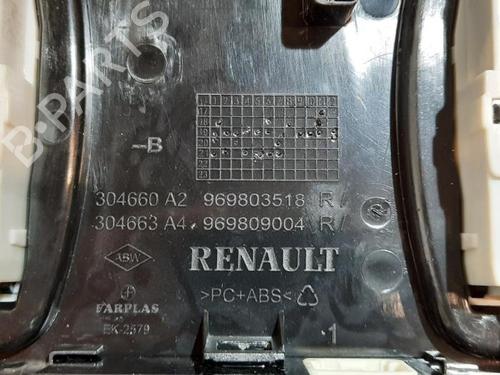 B-PARTS
-B
304660 A2 969803518 R/
304663 A4 969809004 R/
RENAULT
ABW
>PC+ABS<
FARPLAS
EK-2579
1